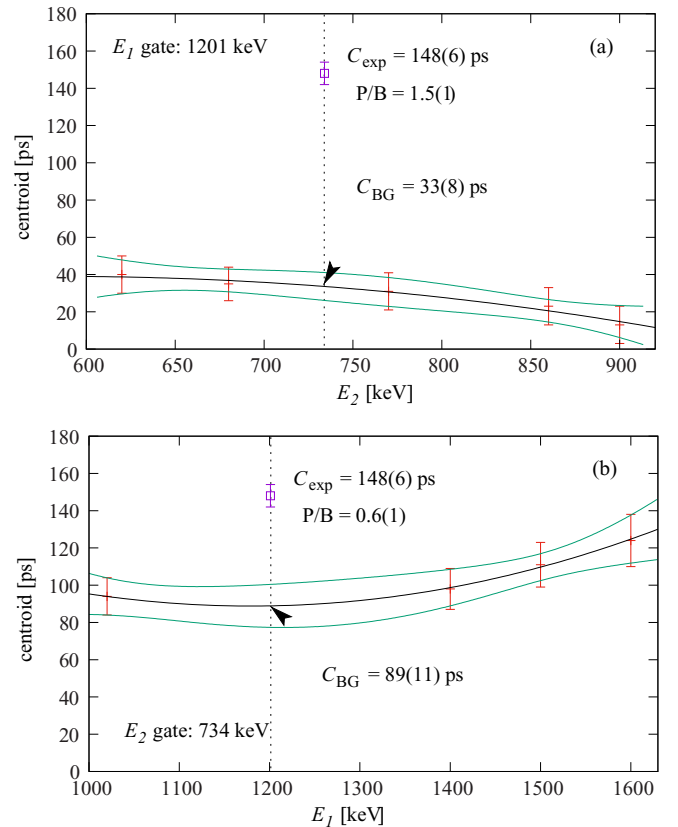 180
160
140
120
100
80
60
40
20
0
centroid [ps]
E1 gate: 1201 keV
(a)
Cexp = 148(6) ps
P/B = 1.5(1)
CBG = 33(8) ps
600 650 700 750 800 850 900
E2 [keV]
180
160
140
120
100
80
60
40
20
0
centroid [ps]
(b)
Cexp = 148(6) ps
P/B = 0.6(1)
CBG = 89(11) ps
E2 gate: 734 keV
1000 1100 1200 1300 1400 1500 1600
E1 [keV]